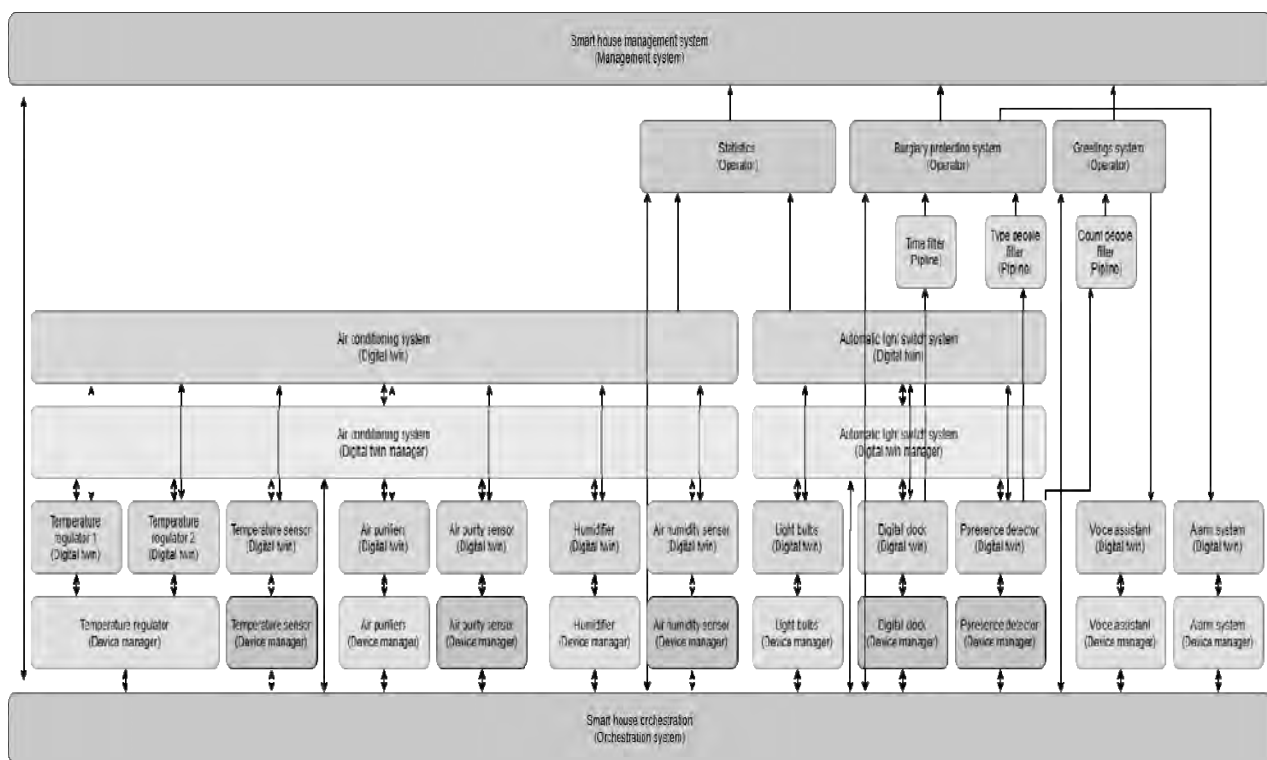 Smart house management system
(Management system)
Statistics
(Operator)
Burglary protection system
(Operator)
Greetings system
(Operator)
Time filter
(Pipline)
Type people
filter
(Pipline)
Count people
filter
(Pipline)
Air conditioning system
(Digital twin)
Automatic light switch system
(Digital twin)
Air conditioning system
(Digital twin manager)
Automatic light switch system
(Digital twin manager)
Temperature
regulator 1
(Digital twin)
Temperature
regulator 2
(Digital twin)
Temperature sensor
(Digital twin)
Air purifiers
(Digital twin)
Air purity sensor
(Digital twin)
Humidifier
(Digital twin)
Air humidity sensor
(Digital twin)
Light bulbs
(Digital twin)
Digital clock
(Digital twin)
Peresence detector
(Digital twin)
Voice assistant
(Digital twin)
Alarm system
(Digital twin)
Temperature regulator
(Device manager)
Temperature sensor
(Device manager)
Air purifiers
(Device manager)
Air purity sensor
(Device manager)
Humidifier
(Device manager)
Air humidity sensor
(Device manager)
Light bulbs
(Device manager)
Digital clock
(Device manager)
Peresence detector
(Device manager)
Voice assistant
(Device manager)
Alarm system
(Device manager)
Smart house orchestration
(Orchestration system)